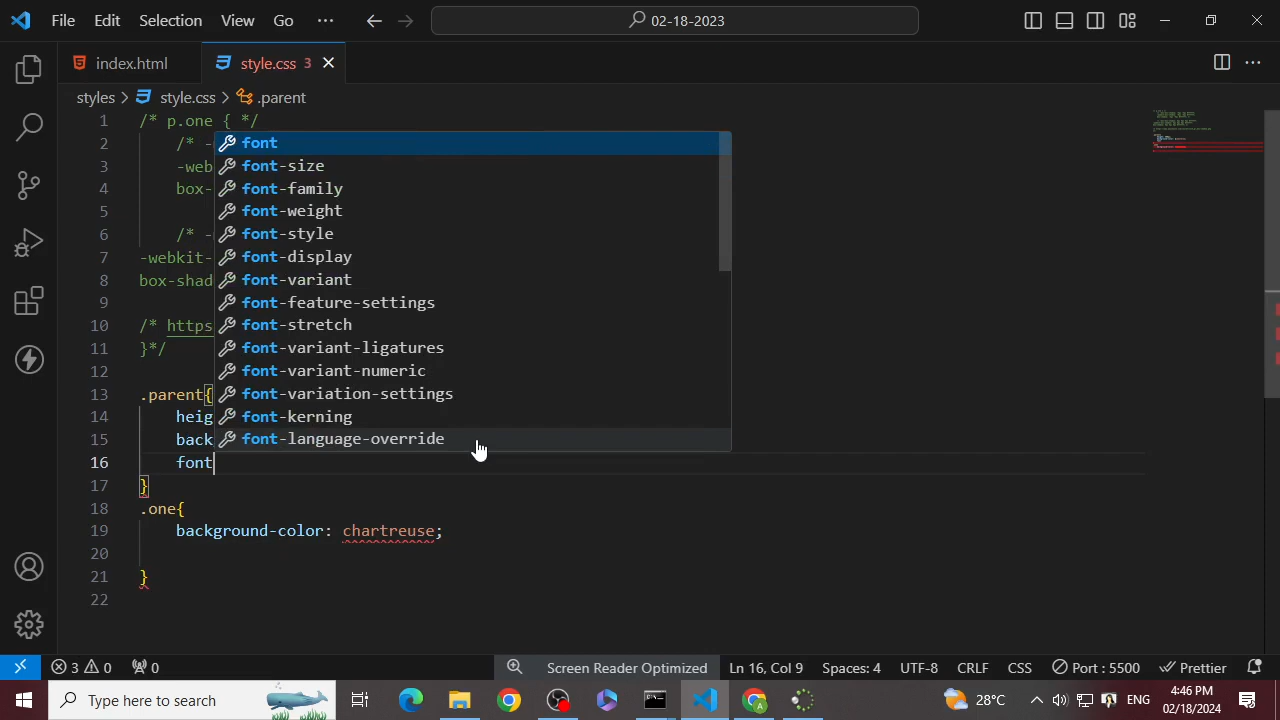 File Edit Selection View Go ··· 02-18-2023
index.html style.css 3
styles > style.css > .parent
1 /* p.one { */
2 /* -
3 -web
4 box-
5
6 /* -
7 -webkit-
8 box-shad
9
10 /* https
11 }*/
12
13 .parent{
14 heig
15 back
16 font
17 }
18 .one{
19 background-color: chartreuse;
20
21 }
22
font
font-size
font-family
font-weight
font-style
font-display
font-variant
font-feature-settings
font-stretch
font-variant-ligatures
font-variant-numeric
font-variation-settings
font-kerning
font-language-override
3 0 0 Screen Reader Optimized Ln 16, Col 9 Spaces: 4 UTF-8 CRLF CSS Port : 5500 Prettier
Type here to search 28°C ENG 4:46 PM
02/18/2024